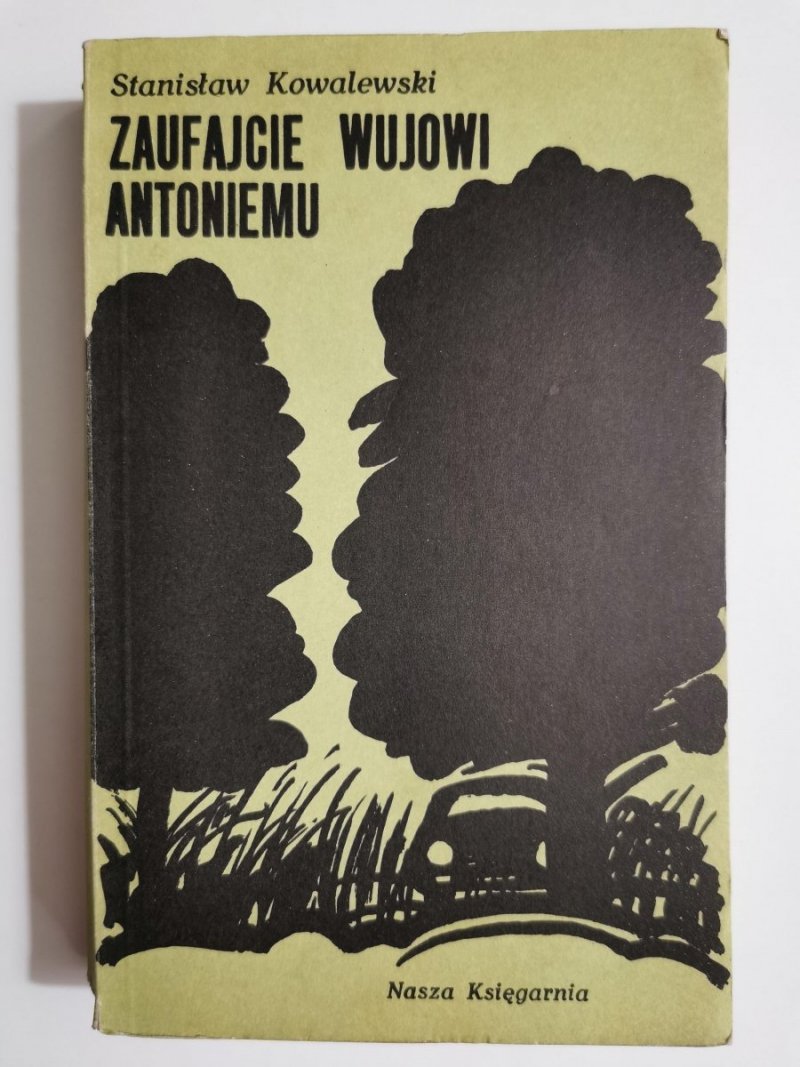 Stanisław Kowalewski
ZAUFAJCIE WUJOWI
ANTONIEMU
Nasza Księgarnia